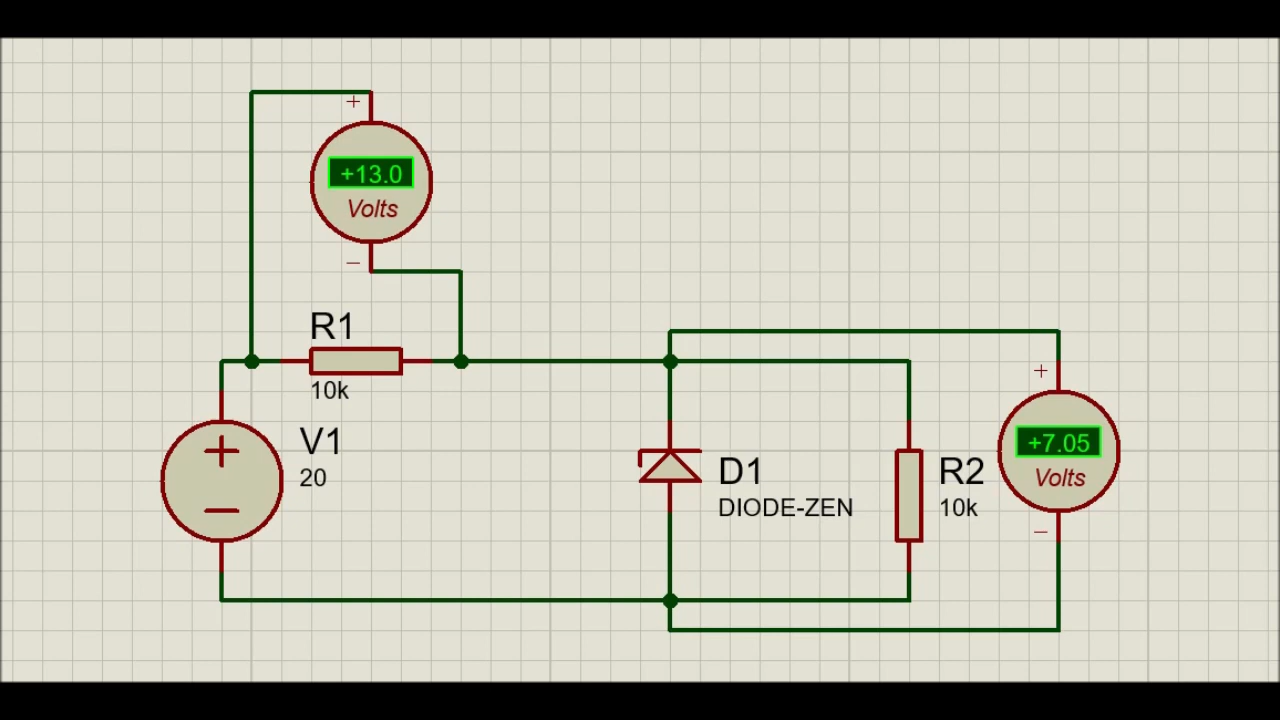 +
+13.0
Volts
−
R1
10k
V1
20
+
+7.05
Volts
−
D1
DIODE-ZEN
R2
10k